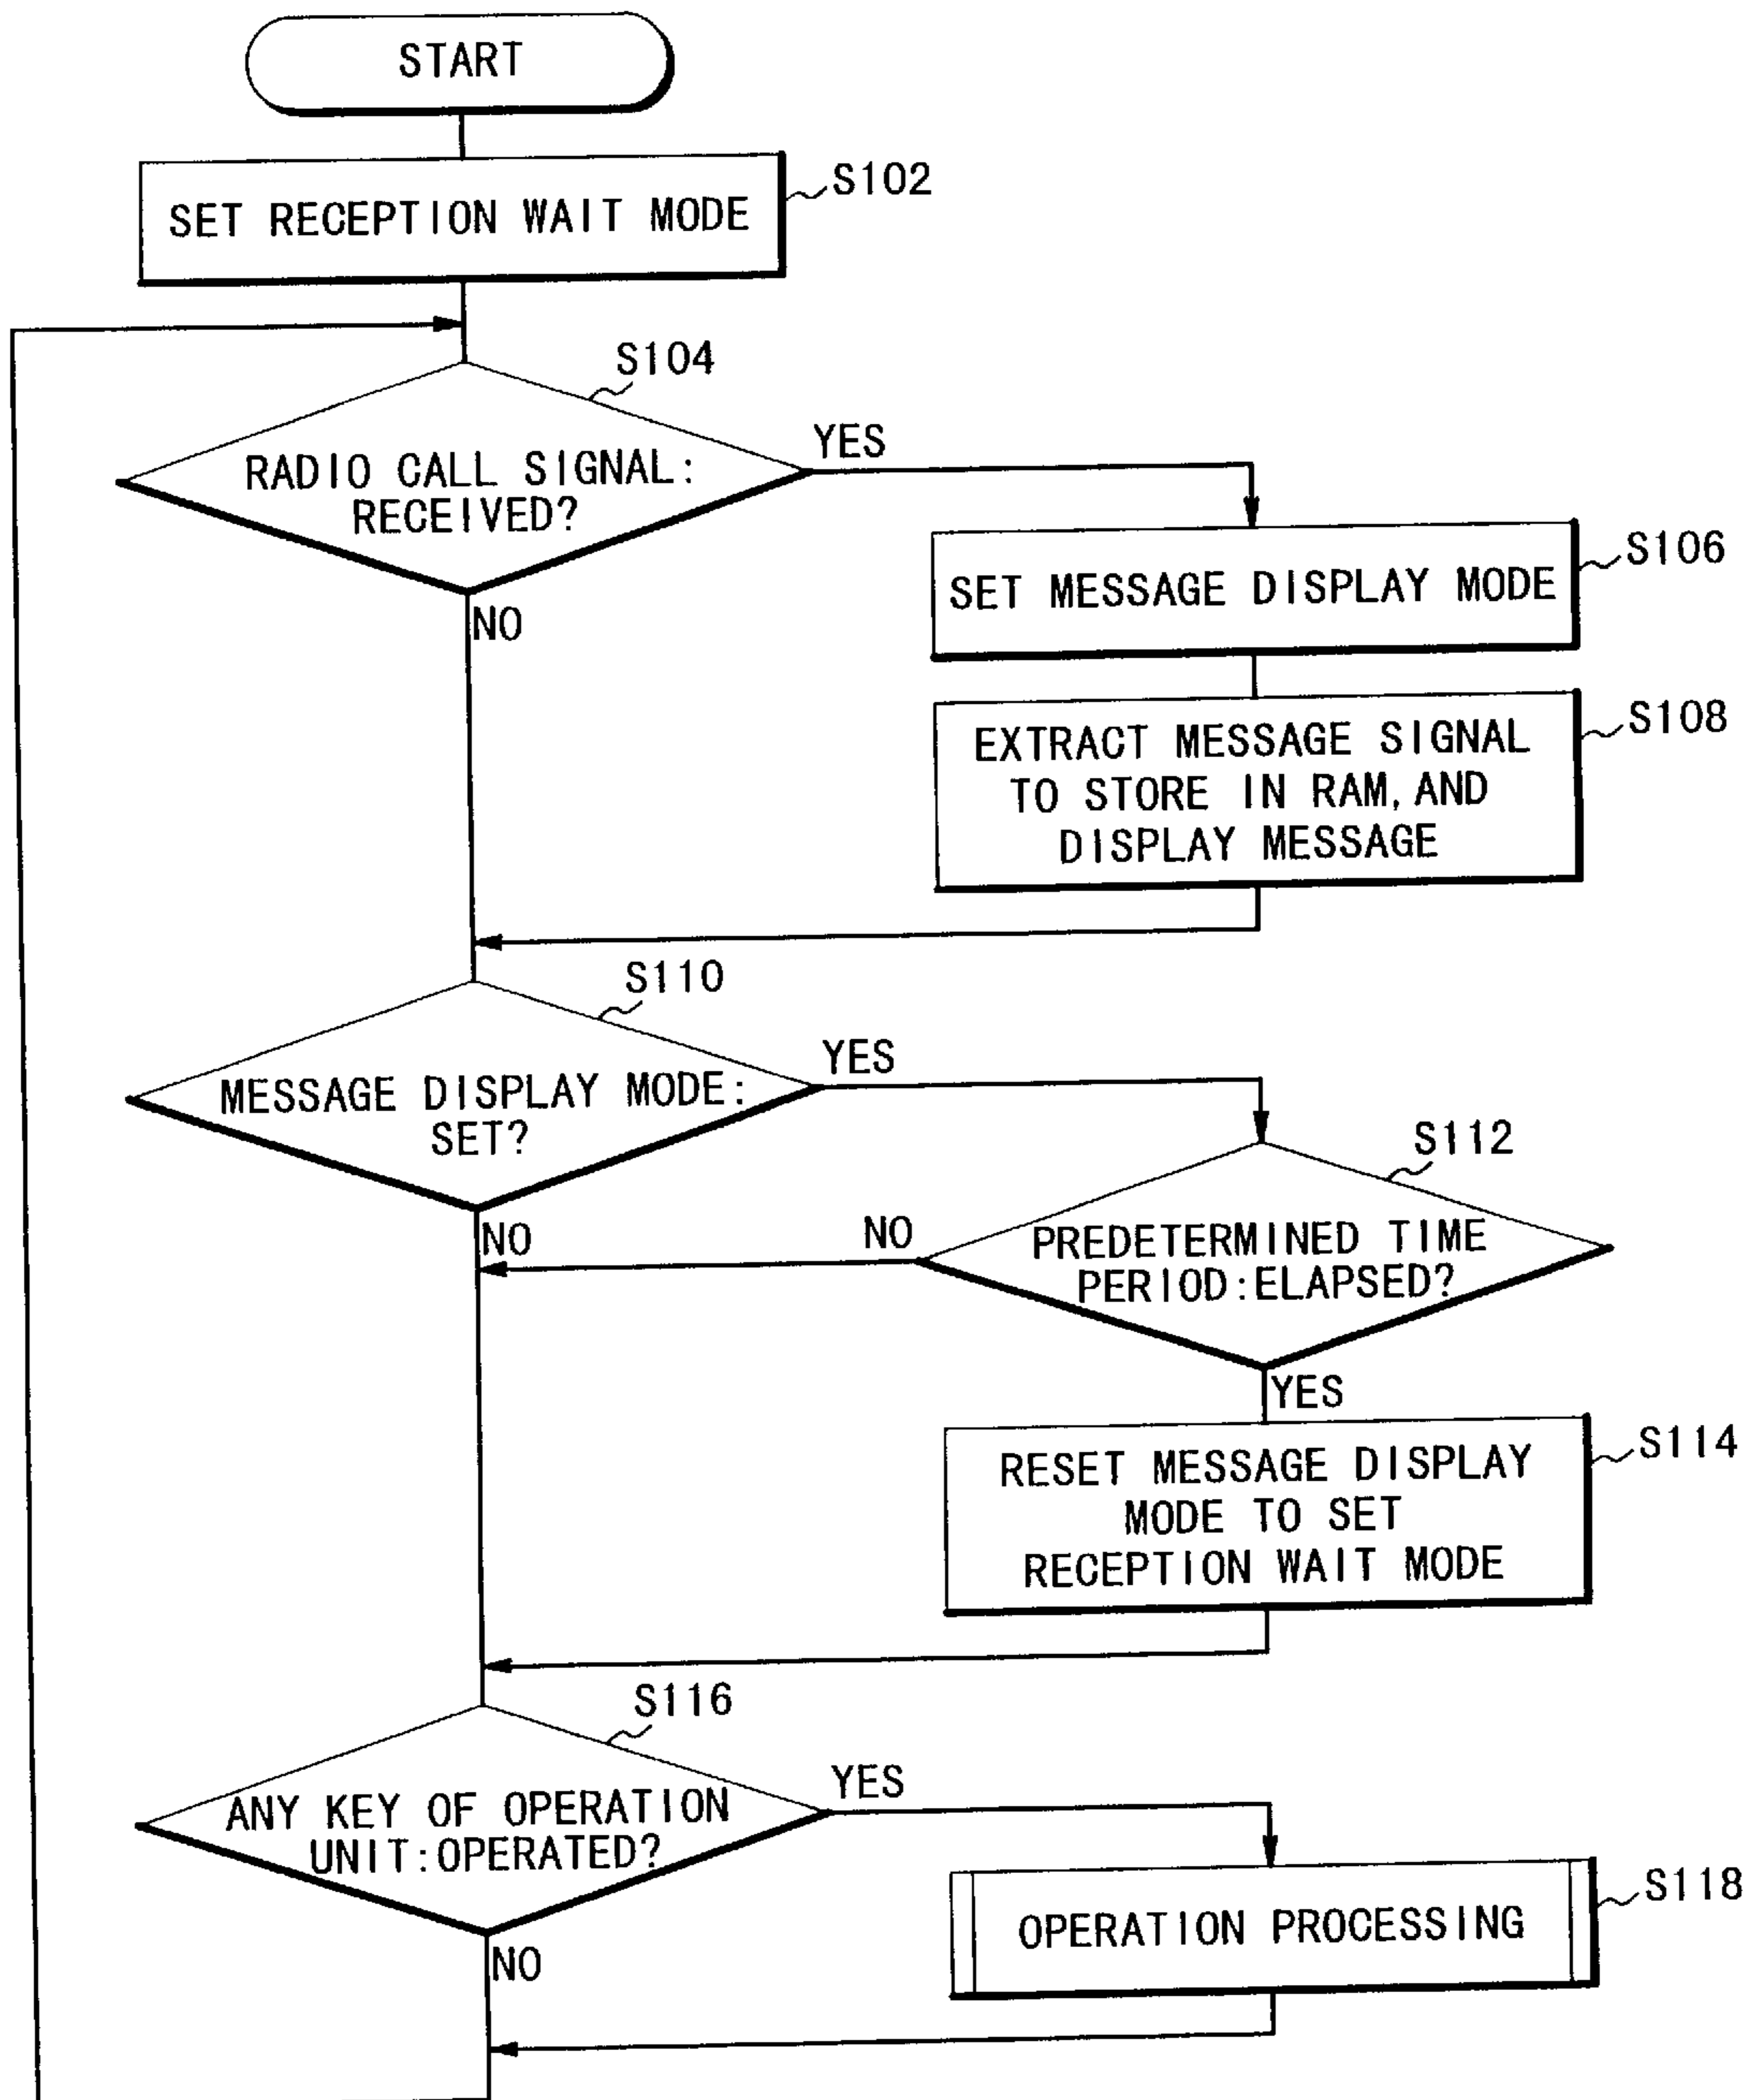 START
SET RECEPTION WAIT MODE
S102
S104
RADIO CALL SIGNAL:
RECEIVED?
YES
NO
SET MESSAGE DISPLAY MODE
S106
EXTRACT MESSAGE SIGNAL
TO STORE IN RAM, AND
DISPLAY MESSAGE
S108
S110
MESSAGE DISPLAY MODE:
SET?
YES
NO
S112
PREDETERMINED TIME
PERIOD:ELAPSED?
NO
YES
RESET MESSAGE DISPLAY
MODE TO SET
RECEPTION WAIT MODE
S114
S116
ANY KEY OF OPERATION
UNIT:OPERATED?
YES
NO
OPERATION PROCESSING
S118